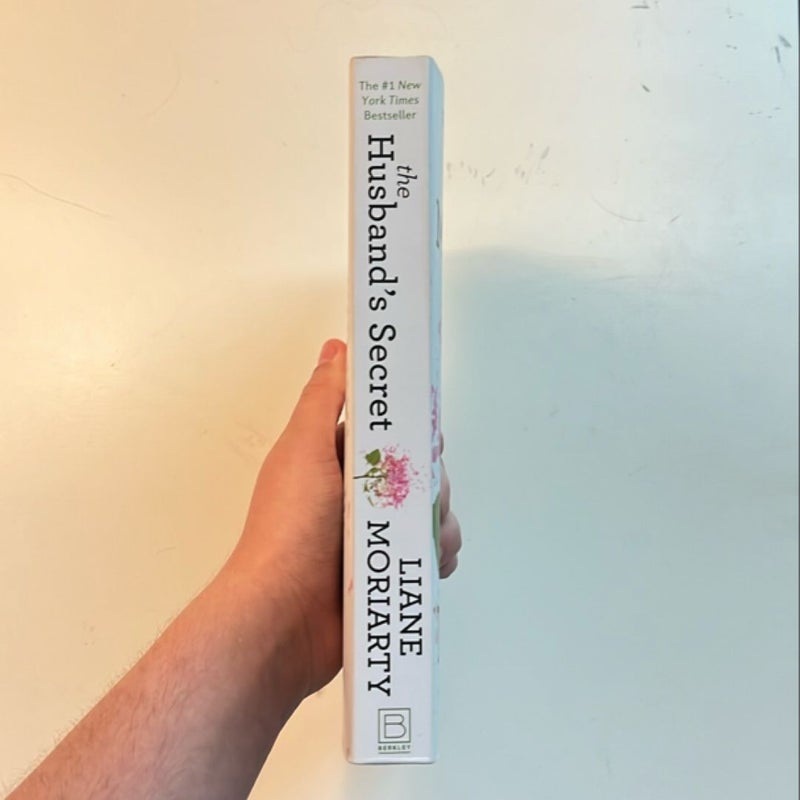 The #1 New
York Times
Bestseller
the
Husband's Secret
LIANE
MORIARTY
B
BERKLEY